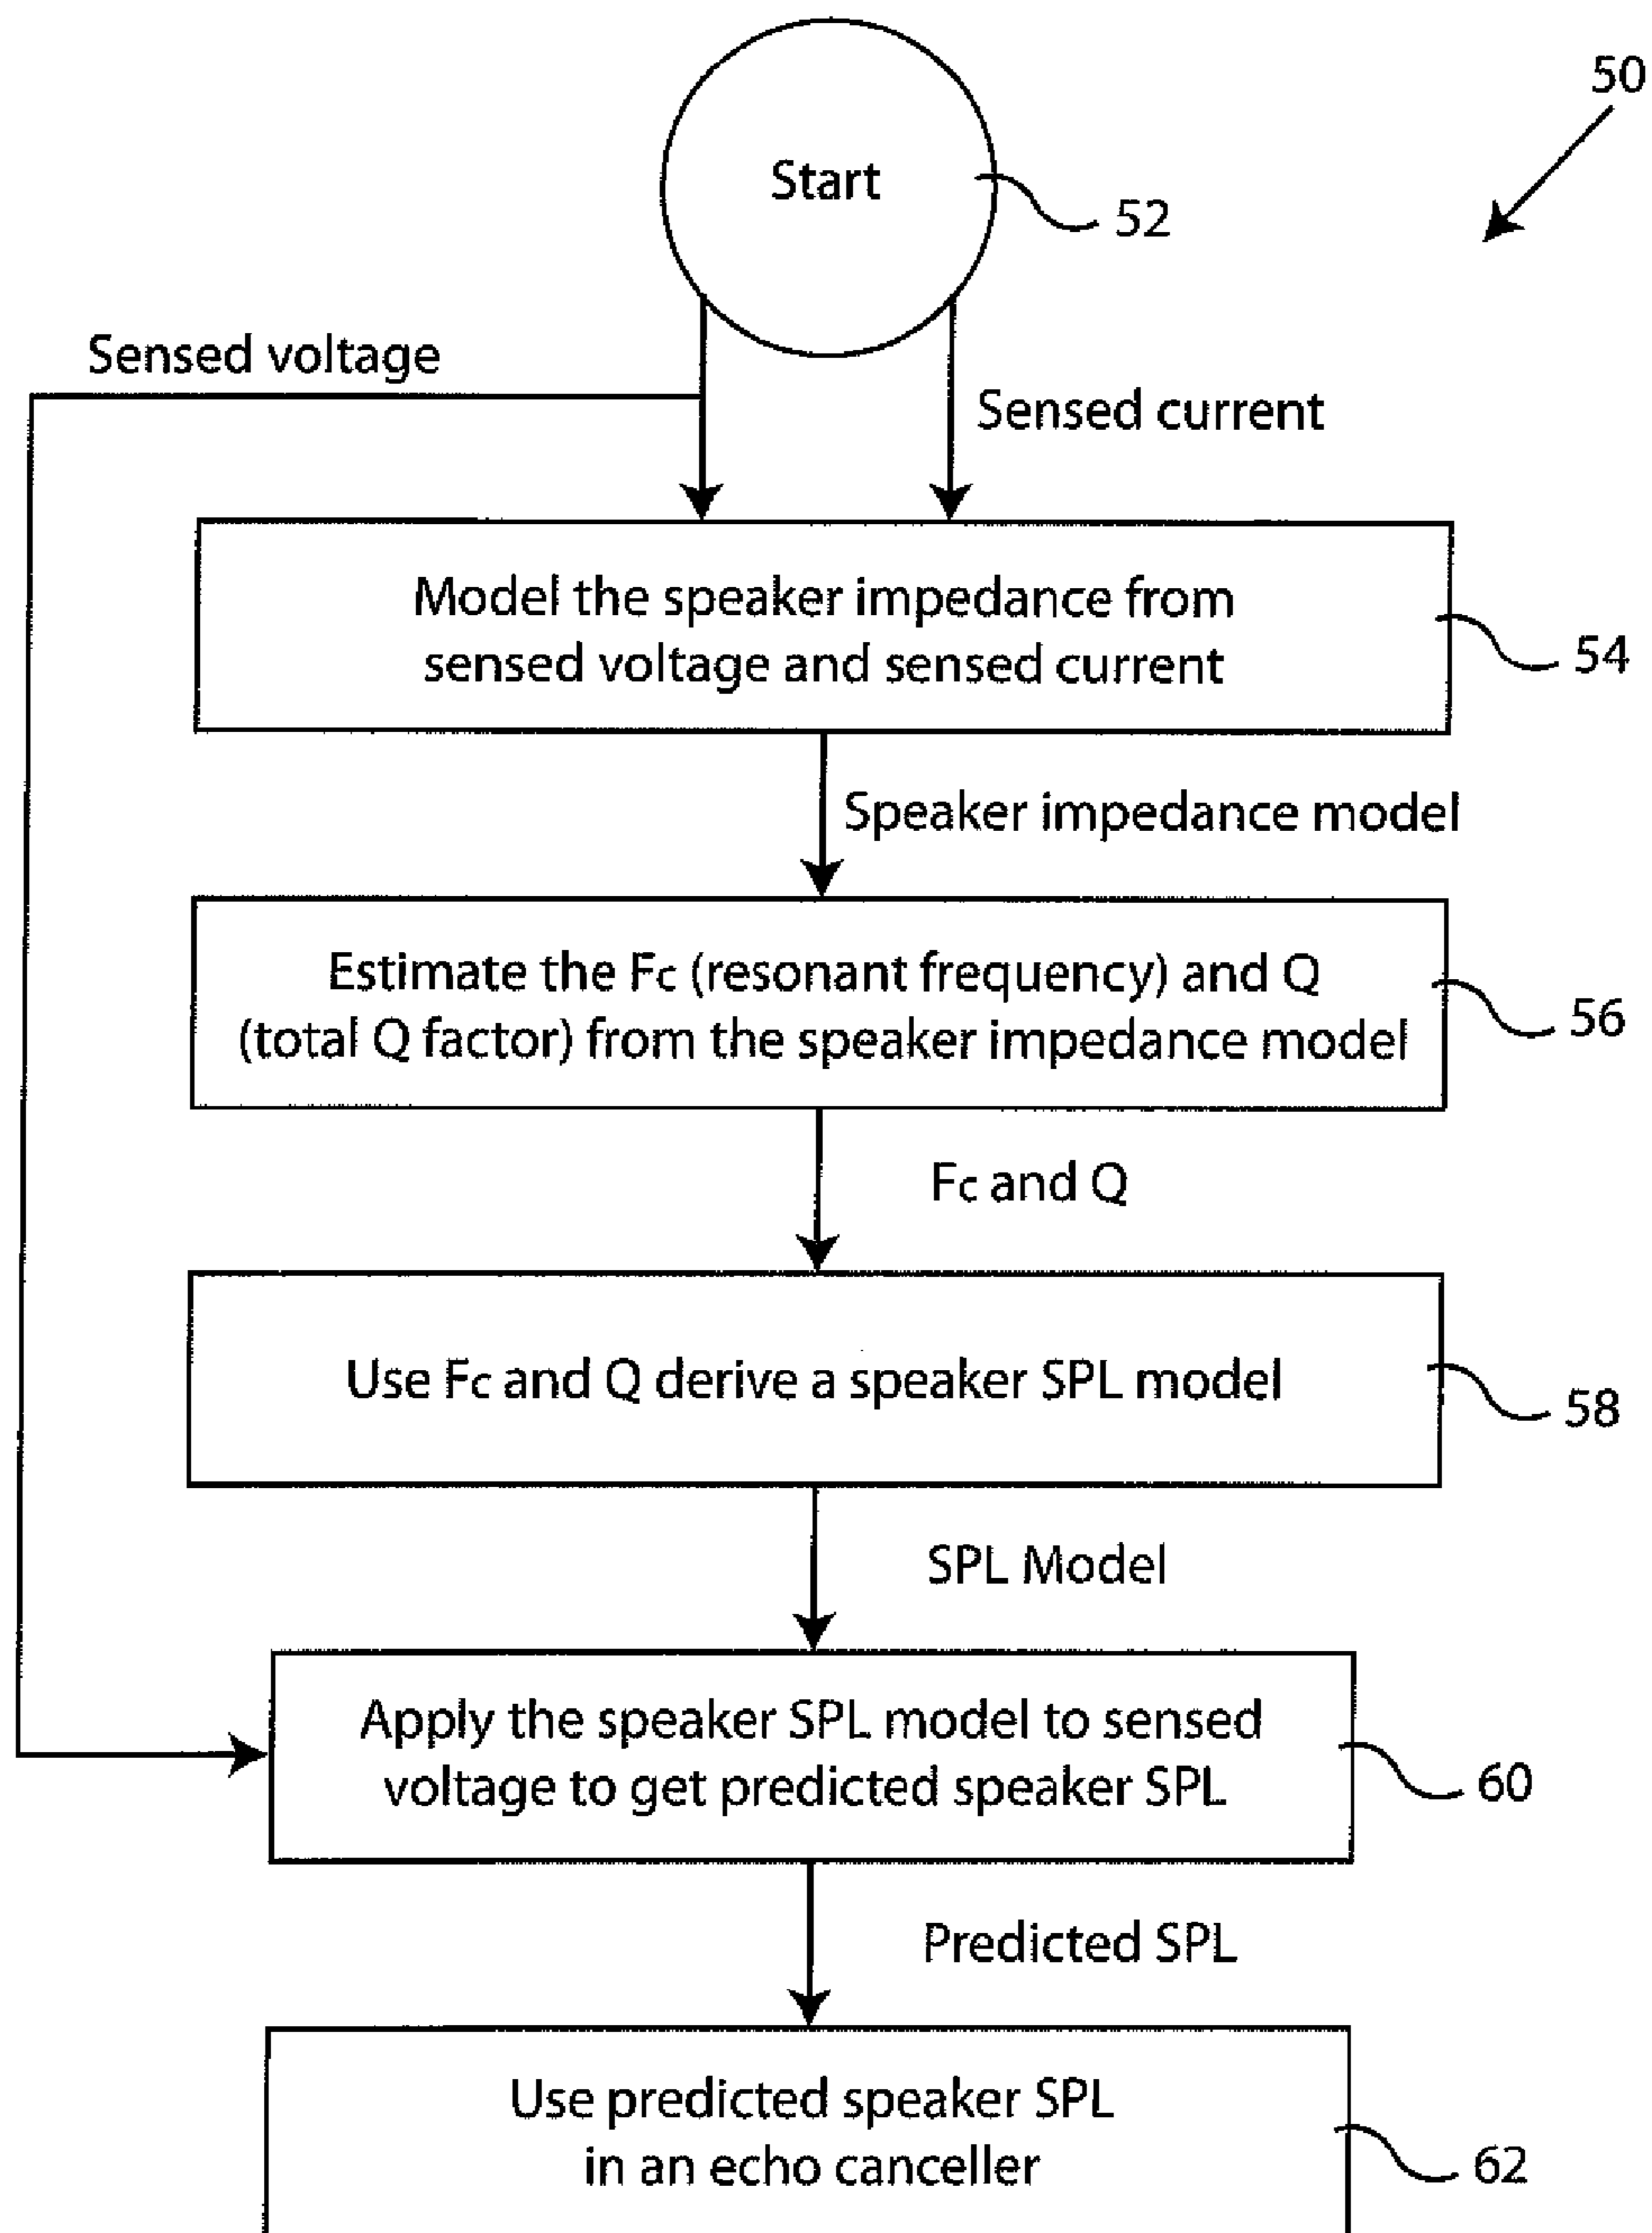 50
Start
52
Sensed voltage
Sensed current
Model the speaker impedance from
sensed voltage and sensed current
54
Speaker impedance model
Estimate the Fc (resonant frequency) and Q
(total Q factor) from the speaker impedance model
56
Fc and Q
Use Fc and Q derive a speaker SPL model
58
SPL Model
Apply the speaker SPL model to sensed
voltage to get predicted speaker SPL
60
Predicted SPL
Use predicted speaker SPL
in an echo canceller
62